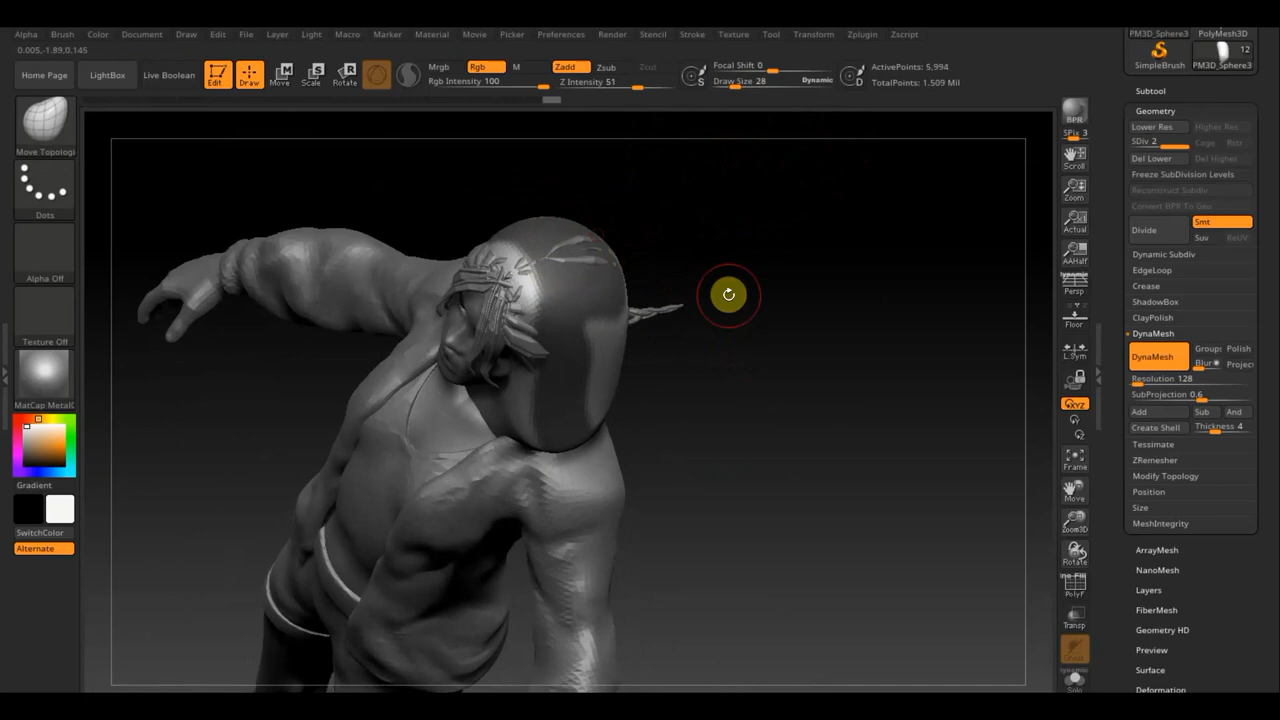 Alpha Brush Color Document Draw Edit File Layer Light Macro Marker Material Movie Picker Preferences Render Stencil Stroke Texture Tool Transform Zplugin Zscript
0.005,-1.89,0.145
Home Page LightBox Live Boolean Edit Draw Move Scale Rotate
Mrgb Rgb M Zadd Zsub Zcut Focal Shift 0 ActivePoints: 5,994
Rgb Intensity 100 Z Intensity 51 Draw Size 28 Dynamic TotalPoints: 1.509 Mil
S D
Move Topologi
Dots
Alpha Off
Texture Off
MatCap Metal
Gradient
SwitchColor
Alternate
BPR
SPix 3
Scroll
Zoom
Actual
AAHalf
Dynamic
Persp
Floor
L.Sym
XYZ
Y
Z
Frame
Move
Zoom3D
Rotate
Line Fill
PolyF
Transp
Ghost
Dynamic
Solo
PM3D_Sphere3 PolyMesh3D
12
SimpleBrush PM3D_Sphere3
Subtool
Geometry
Lower Res Higher Res
SDiv 2 Cage Rstr
Del Lower Del Higher
Freeze SubDivision Levels
Reconstruct Subdiv
Convert BPR To Geo
Divide Smt
Suv ReUV
Dynamic Subdiv
EdgeLoop
Crease
ShadowBox
ClayPolish
DynaMesh
DynaMesh Groups Polish
Blur Project
Resolution 128
SubProjection 0.6
Add Sub And
Create Shell Thickness 4
Tessimate
ZRemesher
Modify Topology
Position
Size
MeshIntegrity
ArrayMesh
NanoMesh
Layers
FiberMesh
Geometry HD
Preview
Surface
Deformation